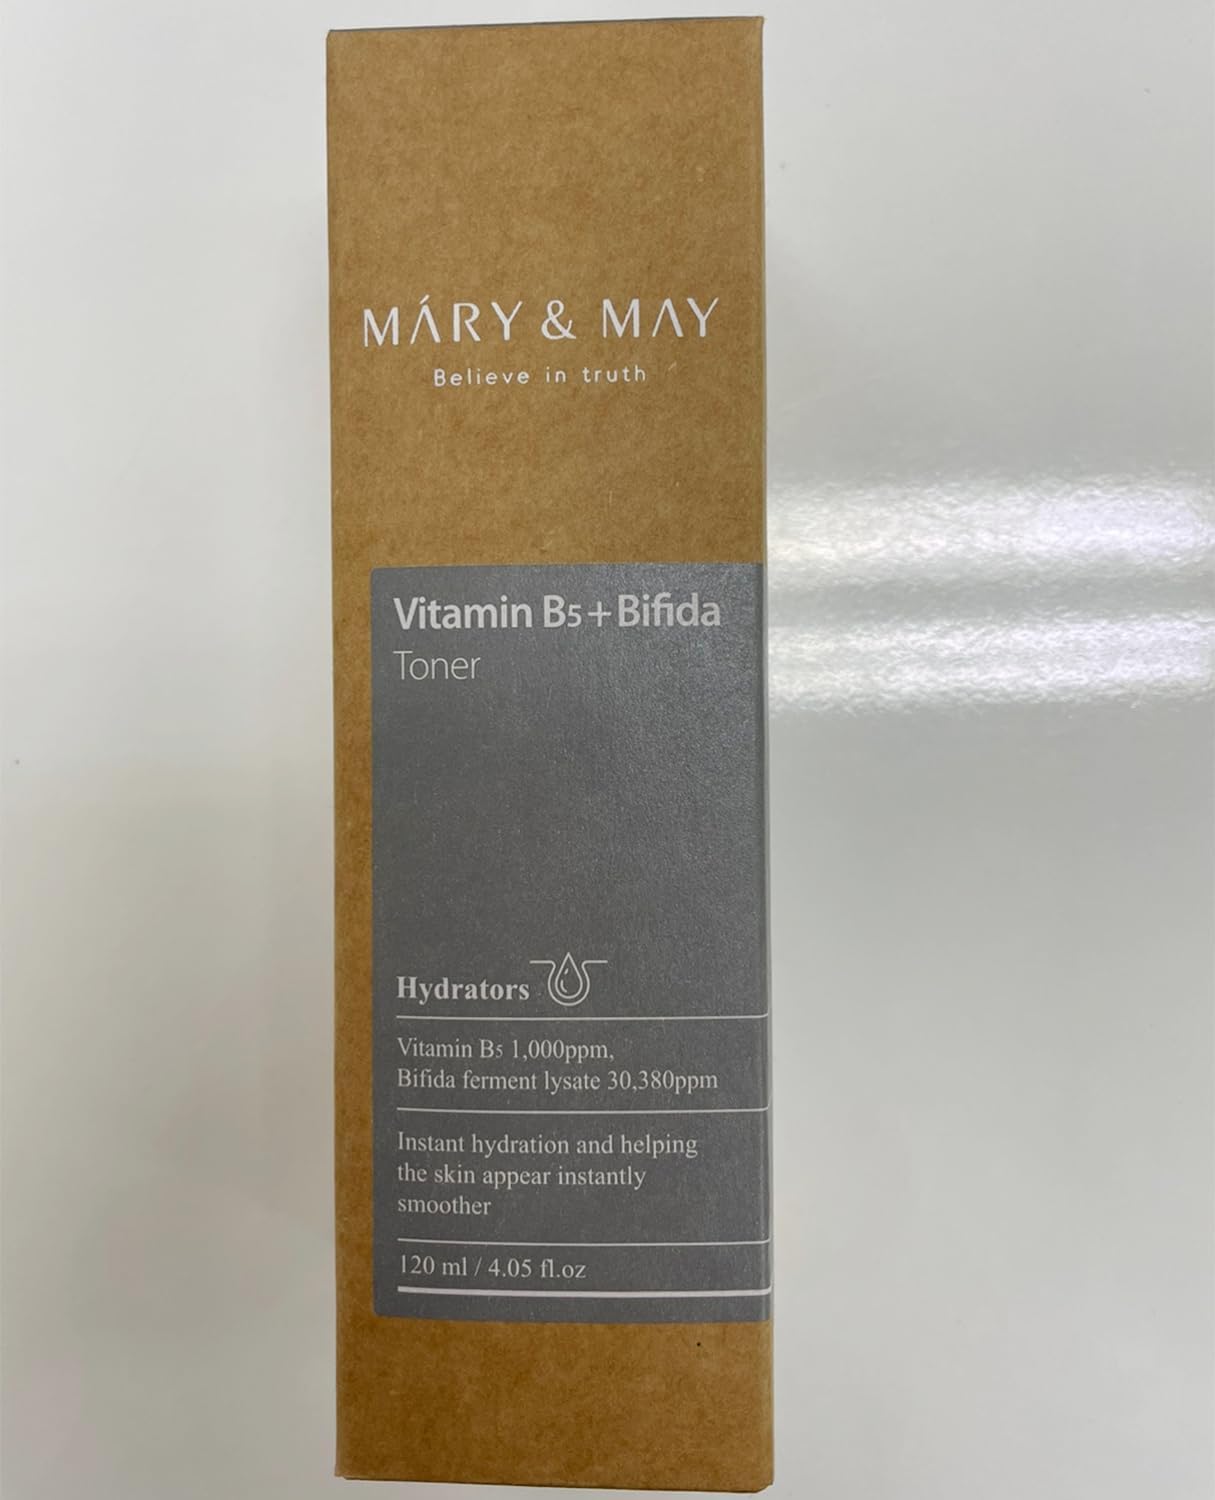 MÁRY & MAY
Believe in truth
Vitamin B5+Bifida
Toner
Hydrators
Vitamin B5 1,000ppm,
Bifida ferment lysate 30,380ppm
Instant hydration and helping
the skin appear instantly
smoother
120 ml / 4.05 fl.oz